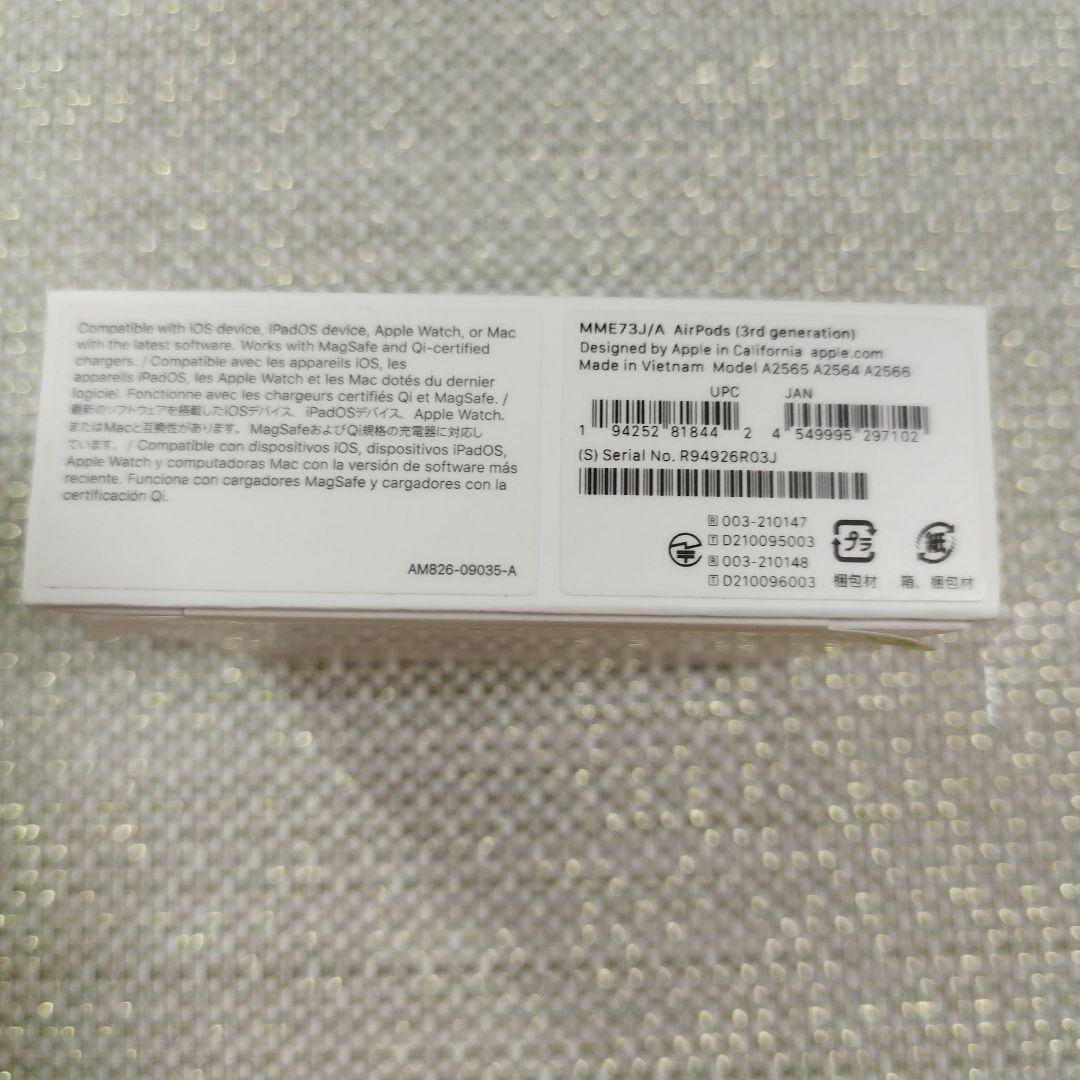 Compatible with iOS device, iPadOS device, Apple Watch, or Mac
with the latest software. Works with MagSafe and Qi-certified
chargers. / Compatible avec les appareils iOS, les
appareils iPadOS, les Apple Watch et les Mac dotés du dernier
logiciel. Fonctionne avec les chargeurs certifiés Qi et MagSafe. /
最新のソフトウェアを搭載したiOSデバイス、iPadOSデバイス、Apple Watch、
またはMacと互換性があります。MagSafeおよびQi規格の充電器に対応し
ています。/ Compatible con dispositivos iOS, dispositivos iPadOS,
Apple Watch y computadoras Mac con la versión de software más
reciente. Funciona con cargadores MagSafe y cargadores con la
certificación Qi.
AM826-09035-A
MME73J/A AirPods (3rd generation)
Designed by Apple in California apple.com
Made in Vietnam Model A2565 A2564 A2566
UPC JAN
1 94252 81844 2 4 549995 297102
(S) Serial No. R94926R03J
R 003-210147
T D210095003
R 003-210148
T D210096003
プラ 紙
梱包材 箱、梱包材